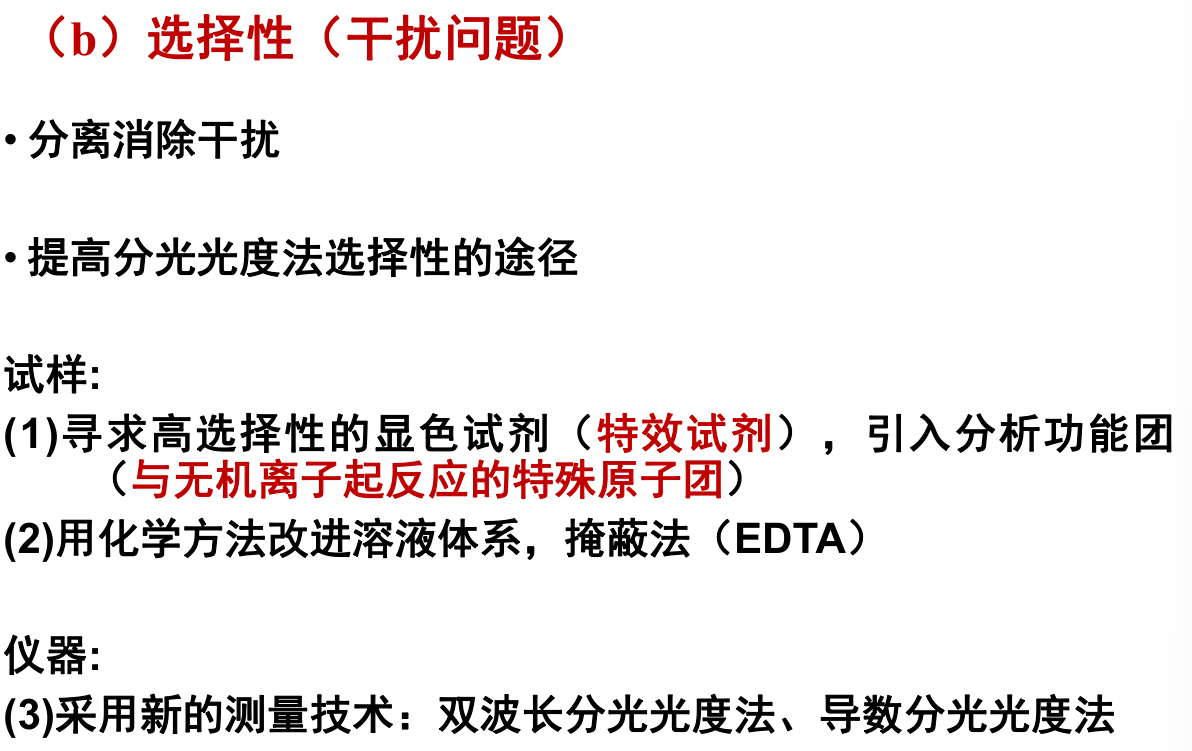 （b）选择性（干扰问题）
• 分离消除干扰
• 提高分光光度法选择性的途径
试样:
(1)寻求高选择性的显色试剂（特效试剂），引入分析功能团
（与无机离子起反应的特殊原子团）
(2)用化学方法改进溶液体系，掩蔽法（EDTA）
仪器:
(3)采用新的测量技术：双波长分光光度法、导数分光光度法